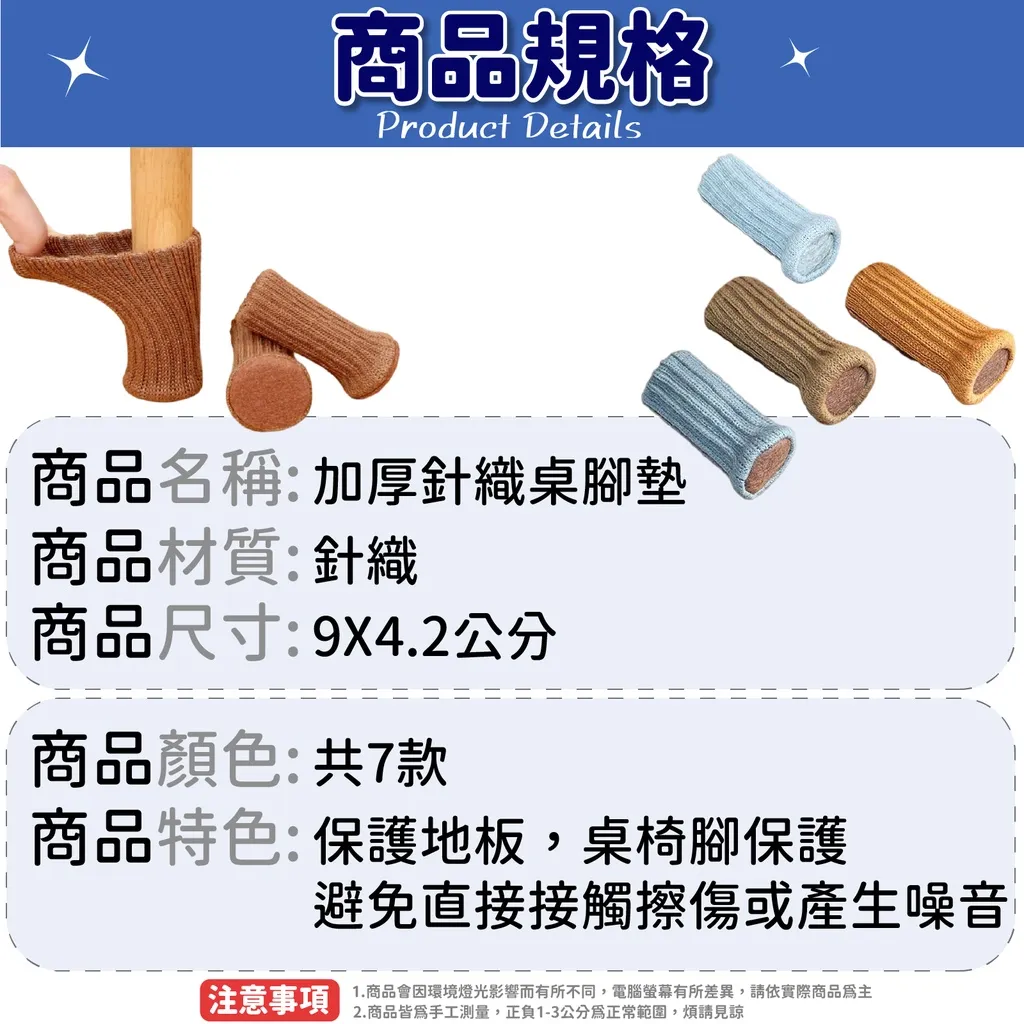 商品規格
Product Details
商品名稱:加厚針織桌腳墊
商品材質:針織
商品尺寸:9X4.2公分
商品顏色:共7款
商品特色:保護地板，桌椅腳保護
避免直接接觸擦傷或產生噪音
注意事項
1.商品會因環境燈光影響而有所不同，電腦螢幕有所差異，請依實際商品爲主
2.商品皆爲手工測量，正負1-3公分爲正常範圍，煩請見諒